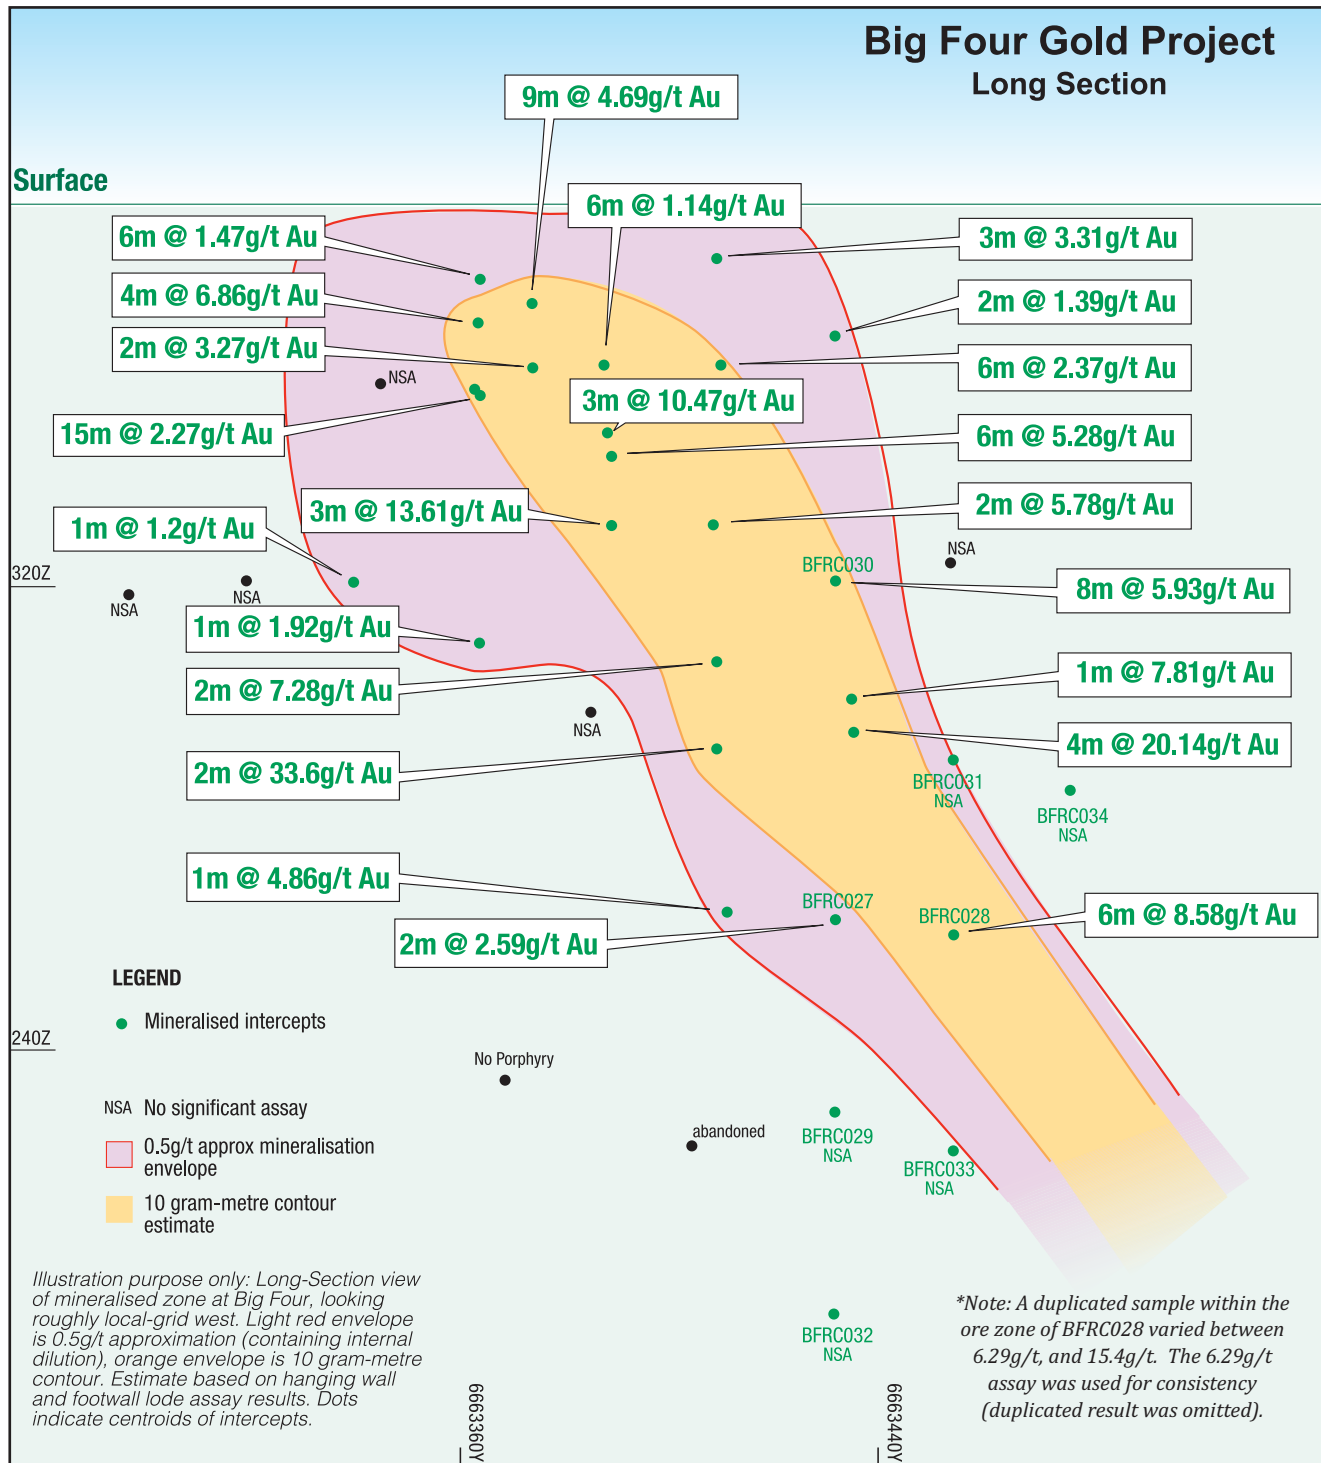 Big Four Gold Project
Long Section
9m @ 4.69g/t Au
Surface
6m @ 1.14g/t Au
6m @ 1.47g/t Au
3m @ 3.31g/t Au
4m @ 6.86g/t Au
2m @ 1.39g/t Au
2m @ 3.27g/t Au
6m @ 2.37g/t Au
NSA
3m @ 10.47g/t Au
15m @ 2.27g/t Au
6m @ 5.28g/t Au
3m @ 13.61g/t Au
2m @ 5.78g/t Au
1m @ 1.2g/t Au
NSA
BFRC030
320Z
8m @ 5.93g/t Au
NSA
NSA
1m @ 1.92g/t Au
1m @ 7.81g/t Au
2m @ 7.28g/t Au
NSA
4m @ 20.14g/t Au
2m @ 33.6g/t Au
BFRC031
NSA
BFRC034
NSA
1m @ 4.86g/t Au
BFRC027
BFRC028
6m @ 8.58g/t Au
2m @ 2.59g/t Au
LEGEND
Mineralised intercepts
240Z
No Porphyry
NSA No significant assay
abandoned
BFRC029
NSA
BFRC033
NSA
0.5g/t approx mineralisation
envelope
10 gram-metre contour
estimate
Illustration purpose only: Long-Section view
of mineralised zone at Big Four, looking
roughly local-grid west. Light red envelope
is 0.5g/t approximation (containing internal
dilution), orange envelope is 10 gram-metre
contour. Estimate based on hanging wall
and footwall lode assay results. Dots
indicate centroids of intercepts.
BFRC032
NSA
*Note: A duplicated sample within the
ore zone of BFRC028 varied between
6.29g/t, and 15.4g/t. The 6.29g/t
assay was used for consistency
(duplicated result was omitted).
6663360Y
6663440Y